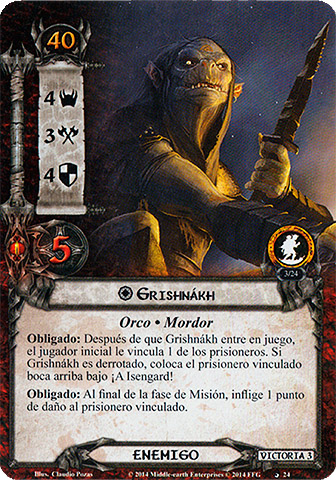 40
4
3
4
5
3/24
Grishnákh
Orco • Mordor
Obligado: Después de que Grishnákh entre en juego,
el jugador inicial le vincula 1 de los prisioneros. Si
Grishnákh es derrotado, coloca el prisionero vinculado
boca arriba bajo ¡A Isengard!
Obligado: Al final de la fase de Misión, inflige 1 punto
de daño al prisionero vinculado.
ENEMIGO
VICTORIA 3
Illus. Claudio Pozas
© 2014 Middle-earth Enterprises © 2014 FFG
24